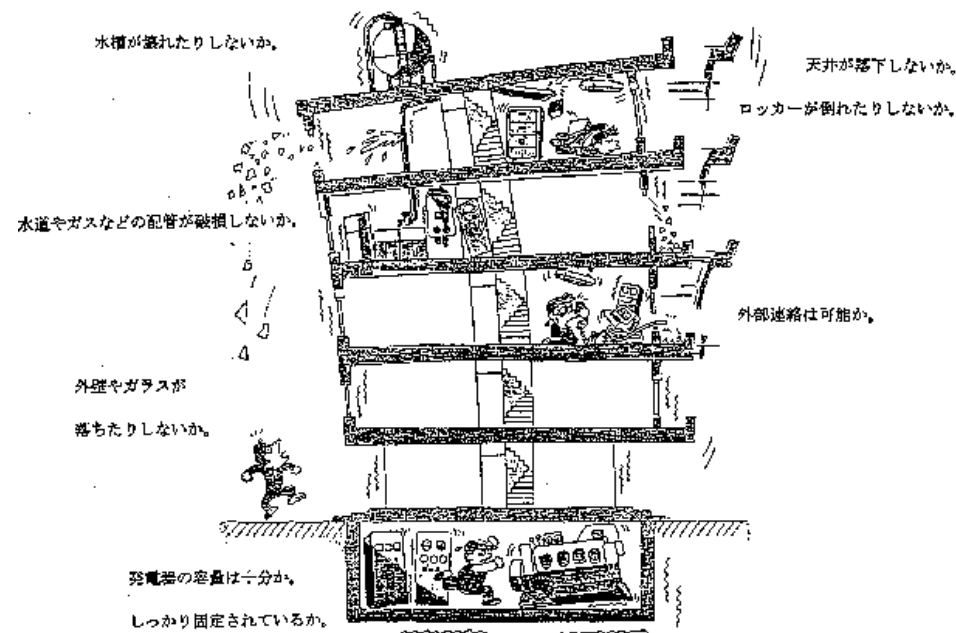 水槽が壊れたりしないか。
天井が落下しないか。
ロッカーが倒れたりしないか。
水道やガスなどの配管が破損しないか。
外部連絡は可能か。
外壁やガラスが
落ちたりしないか。
発電器の容量は十分か。
しっかり固定されているか。